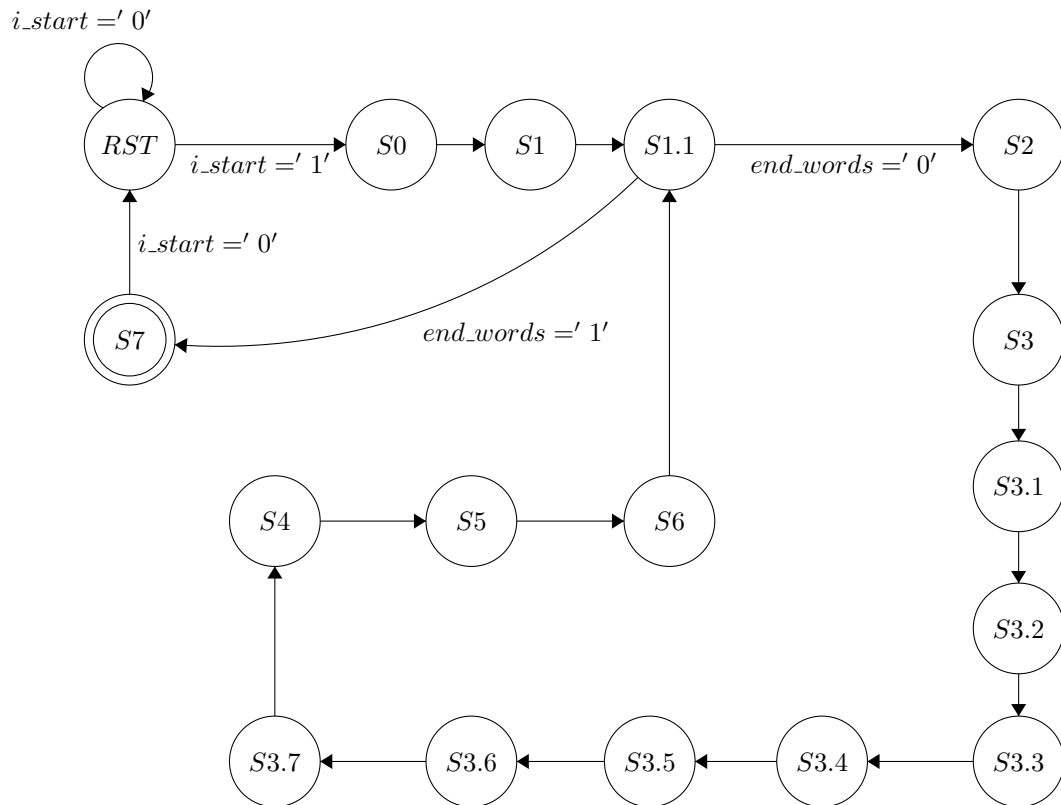 i_start =' 0'
RST
i_start =' 1'
S0
S1
S1.1
end_words =' 0'
S2
i_start =' 0'
S7
end_words =' 1'
S3
S3.1
S4
S5
S6
S3.2
S3.7
S3.6
S3.5
S3.4
S3.3